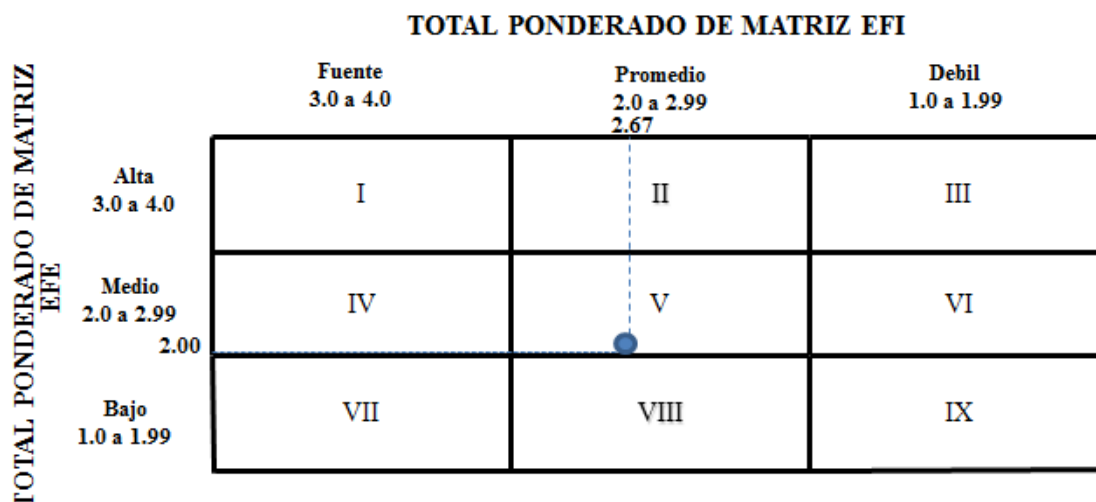 TOTAL PONDERADO DE MATRIZ EFI
Fuente
3.0 a 4.0
Promedio
2.0 a 2.99
2.67
Debil
1.0 a 1.99
TOTAL PONDERADO DE MATRIZ
EFE
Alta
3.0 a 4.0
I
II
III
Medio
2.0 a 2.99
2.00
IV
V
VI
Bajo
1.0 a 1.99
VII
VIII
IX